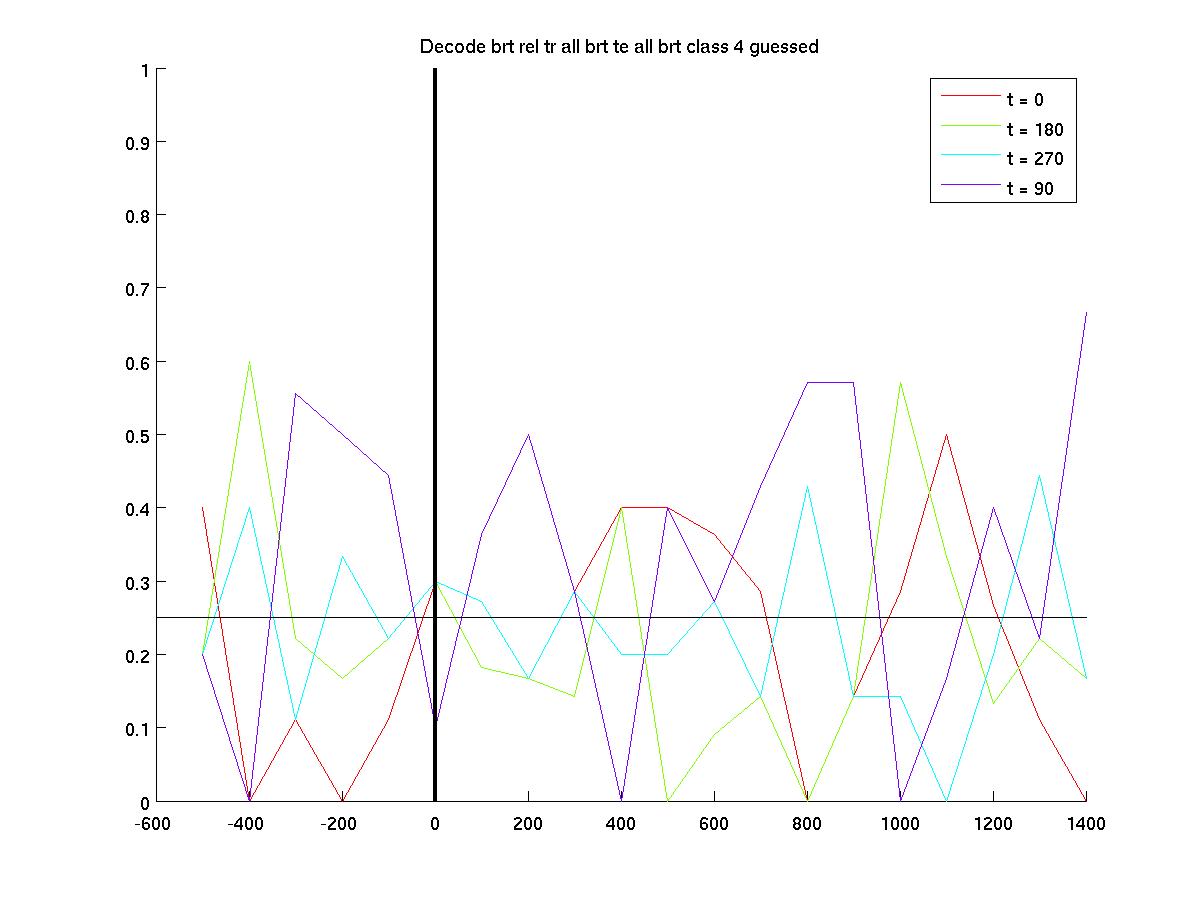 Decode brt rel tr all brt te all brt class 4 guessed
1
0.9
0.8
0.7
0.6
0.5
0.4
0.3
0.2
0.1
0
-600 -400 -200 0 200 400 600 800 1000 1200 1400
t = 0
t = 180
t = 270
t = 90